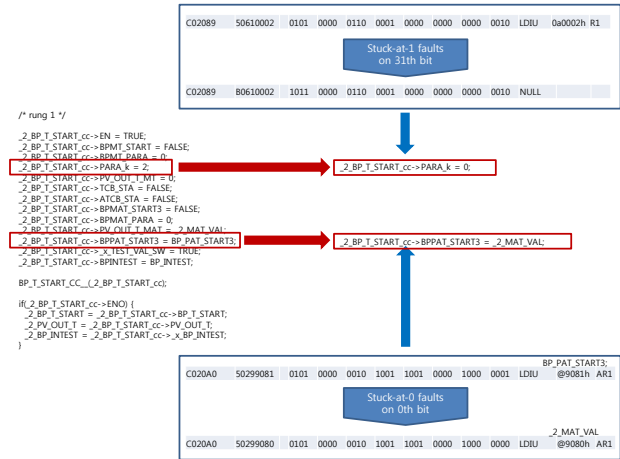 C02089 50610002 0101 0000 0110 0001 0000 0000 0000 0010 LDIU 0a0002h R1
Stuck-at-1 faults
on 31th bit
C02089 B0610002 1011 0000 0110 0001 0000 0000 0000 0010 NULL
/* rung 1 */
_2_BP_T_START_cc->EN = TRUE;
_2_BP_T_START_cc->BPMT_START = FALSE;
_2_BP_T_START_cc->BPMT_PARA = 0;
_2_BP_T_START_cc->PARA_k = 2;
_2_BP_T_START_cc->PARA_k = 0;
_2_BP_T_START_cc->PV_OUT_T_MT = 0;
_2_BP_T_START_cc->TCB_STA = FALSE;
_2_BP_T_START_cc->ATCB_STA = FALSE;
_2_BP_T_START_cc->BPMAT_START3 = FALSE;
_2_BP_T_START_cc->BPMAT_PARA = 0;
_2_BP_T_START_cc->PV_OUT_T_MAT = _2_MAT_VAL;
_2_BP_T_START_cc->BPPAT_START3 = BP_PAT_START3;
_2_BP_T_START_cc->BPPAT_START3 = _2_MAT_VAL;
_2_BP_T_START_cc->_x_TEST_VAL_SW = TRUE;
_2_BP_T_START_cc->BPINTEST = BP_INTEST;
BP_T_START_CC__(_2_BP_T_START_cc);
if(_2_BP_T_START_cc->ENO) {
_2_BP_T_START = _2_BP_T_START_cc->BP_T_START;
_2_PV_OUT_T = _2_BP_T_START_cc->PV_OUT_T;
_2_BP_INTEST = _2_BP_T_START_cc->_x_BP_INTEST;
}
BP_PAT_START3;
C020A0 50299081 0101 0000 0010 1001 1001 0000 1000 0001 LDIU @9081h AR1
Stuck-at-0 faults
on 0th bit
_2_MAT_VAL
C020A0 50299080 0101 0000 0010 1001 1001 0000 1000 0000 LDIU @9080h AR1